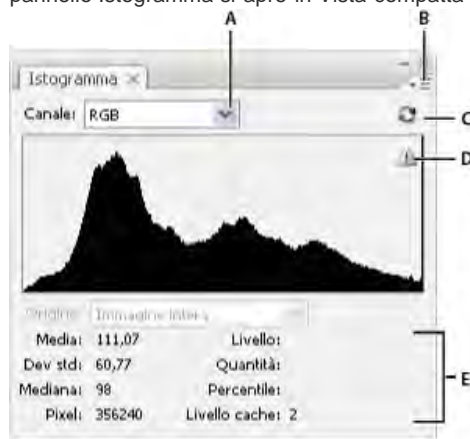 pannello Istogramma si apre in vista compatta
A
B
Istogramma ×
Canale: RGB
C
D
Origine: Immagine intera
Media: 111,07 Livello:
Dev std: 60,77 Quantità:
Mediana: 98 Percentile:
Pixel: 356240 Livello cache: 2
E